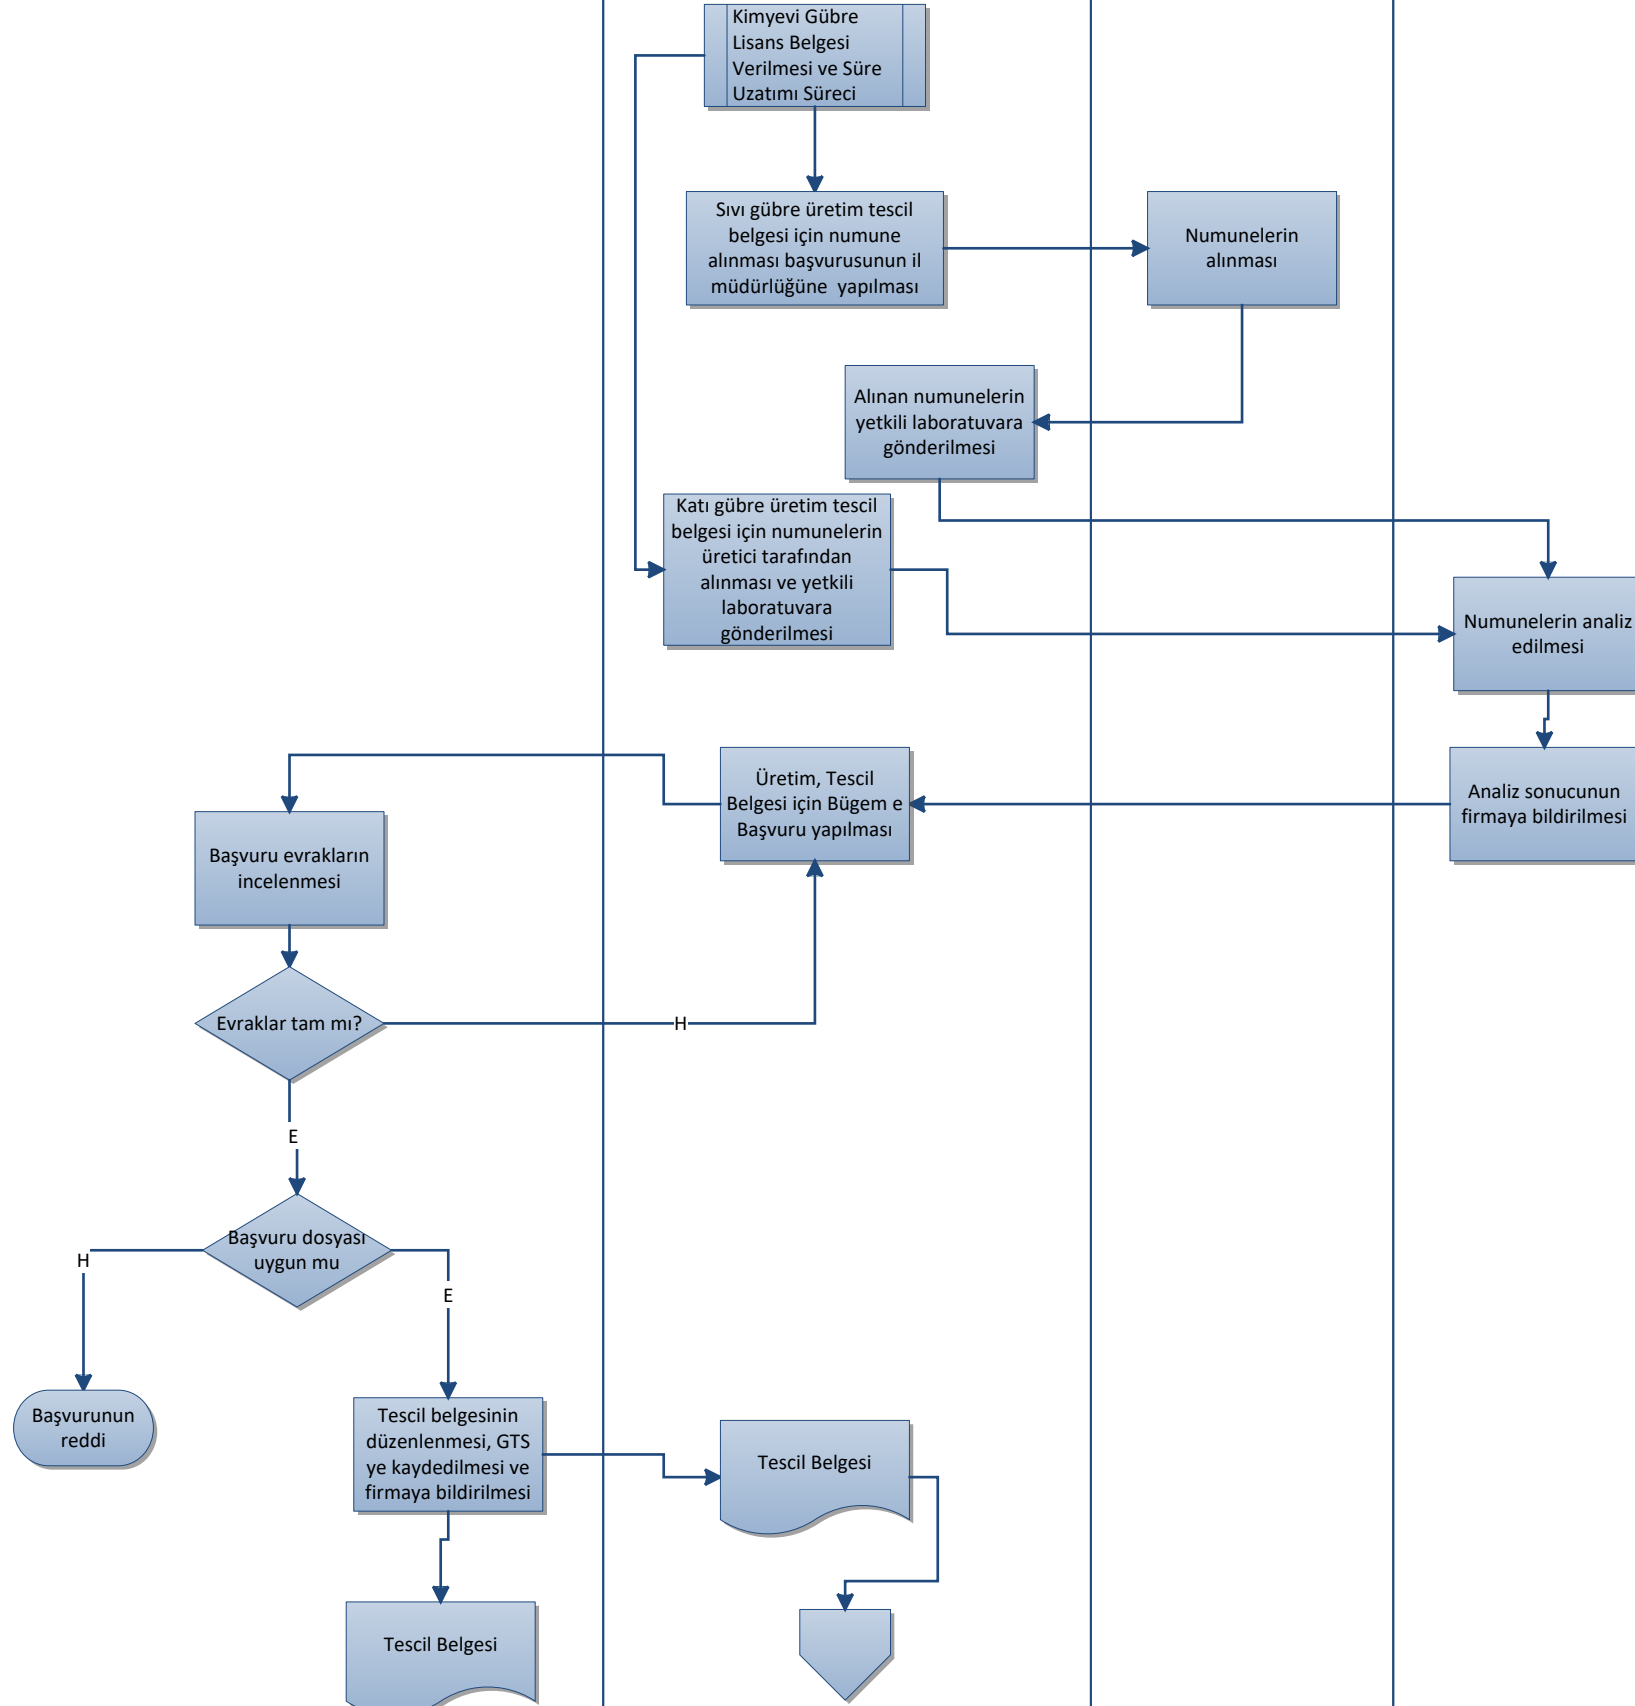 Kimyevi Gübre
Lisans Belgesi
Verilmesi ve Süre
Uzatımı Süreci
Sıvı gübre üretim tescil
belgesi için numune
alınması başvurusunun il
müdürlüğüne  yapılması
Numunelerin
alınması
Alınan numunelerin
yetkili laboratuvara
gönderilmesi
Katı gübre üretim tescil
belgesi için numunelerin
üretici tarafından
alınması ve yetkili
laboratuvara
gönderilmesi
Numunelerin analiz
edilmesi
Üretim, Tescil
Belgesi için Bügem e
Başvuru yapılması
Analiz sonucunun
firmaya bildirilmesi
Başvuru evrakların
incelenmesi
Evraklar tam mı?
H
E
Başvuru dosyası
uygun mu
H
E
Başvurunun
reddi
Tescil belgesinin
düzenlenmesi, GTS
ye kaydedilmesi ve
firmaya bildirilmesi
Tescil Belgesi
Tescil Belgesi